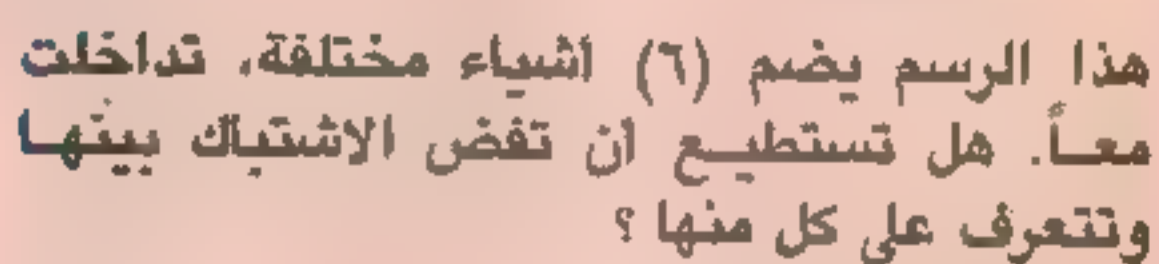 هذا الرسم يضم (٦) أشياء مختلفة، تداخلت
معـاً. هل تستطيـع أن تفض الاشتباك بينهـا
وتتعرف على كل منها ؟